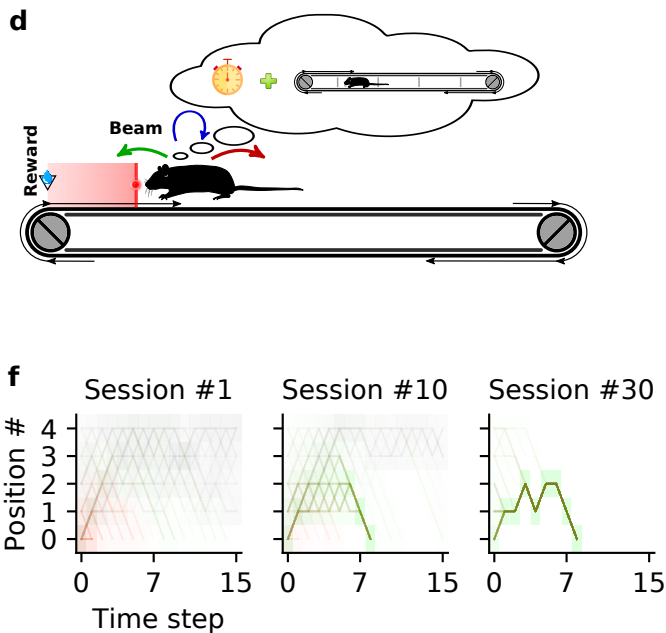 d
Beam
Reward
f
Session #1
Session #10
Session #30
Position #
4
3
2
1
0
0 7 15
0 7 15
0 7 15
Time step